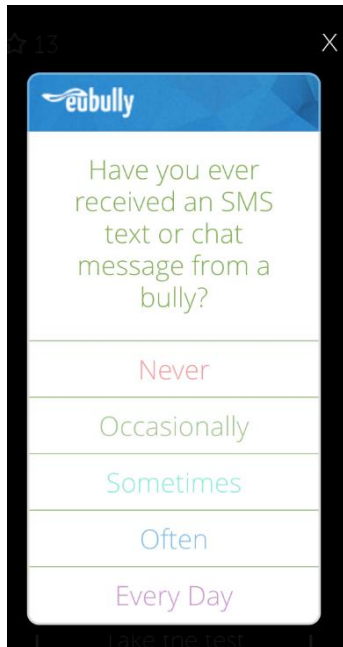 13
X
eubully
Have you ever
received an SMS
text or chat
message from a
bully?
Never
Occasionally
Sometimes
Often
Every Day
Take the test